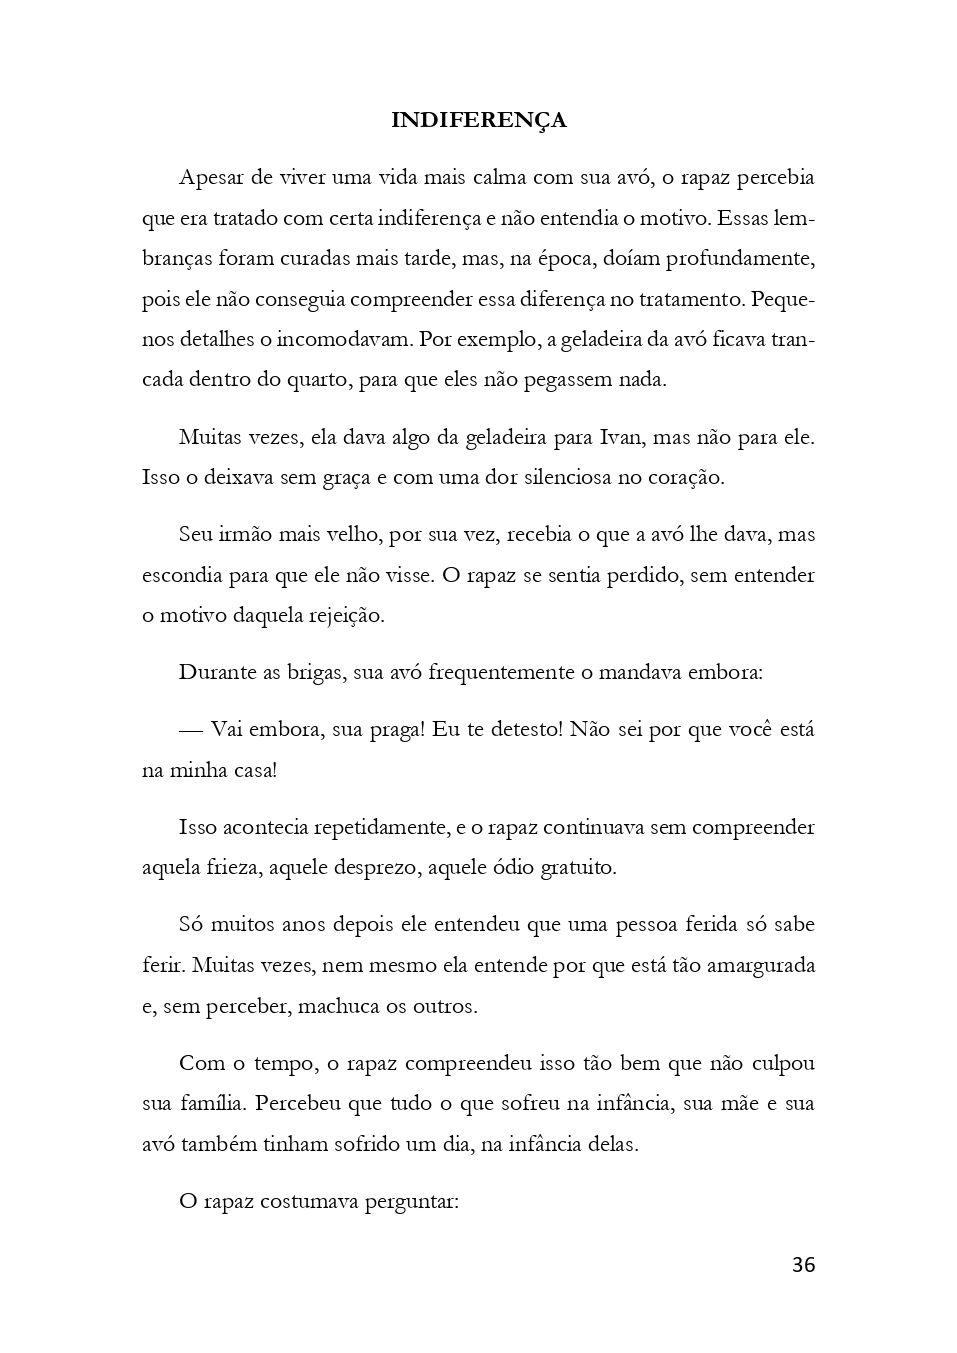 INDIFERENÇA
Apesar de viver uma vida mais calma com sua avó, o rapaz percebia
que era tratado com certa indiferença e não entendia o motivo. Essas lem-
branças foram curadas mais tarde, mas, na época, doíam profundamente,
pois ele não conseguia compreender essa diferença no tratamento. Peque-
nos detalhes o incomodavam. Por exemplo, a geladeira da avó ficava tran-
cada dentro do quarto, para que eles não pegassem nada.
Muitas vezes, ela dava algo da geladeira para Ivan, mas não para ele.
Isso o deixava sem graça e com uma dor silenciosa no coração.
Seu irmão mais velho, por sua vez, recebia o que a avó lhe dava, mas
escondia para que ele não visse. O rapaz se sentia perdido, sem entender
o motivo daquela rejeição.
Durante as brigas, sua avó frequentemente o mandava embora:
— Vai embora, sua praga! Eu te detesto! Não sei por que você está
na minha casa!
Isso acontecia repetidamente, e o rapaz continuava sem compreender
aquela frieza, aquele desprezo, aquele ódio gratuito.
Só muitos anos depois ele entendeu que uma pessoa ferida só sabe
ferir. Muitas vezes, nem mesmo ela entende por que está tão amargurada
e, sem perceber, machuca os outros.
Com o tempo, o rapaz compreendeu isso tão bem que não culpou
sua família. Percebeu que tudo o que sofreu na infância, sua mãe e sua
avó também tinham sofrido um dia, na infância delas.
O rapaz costumava perguntar:
36